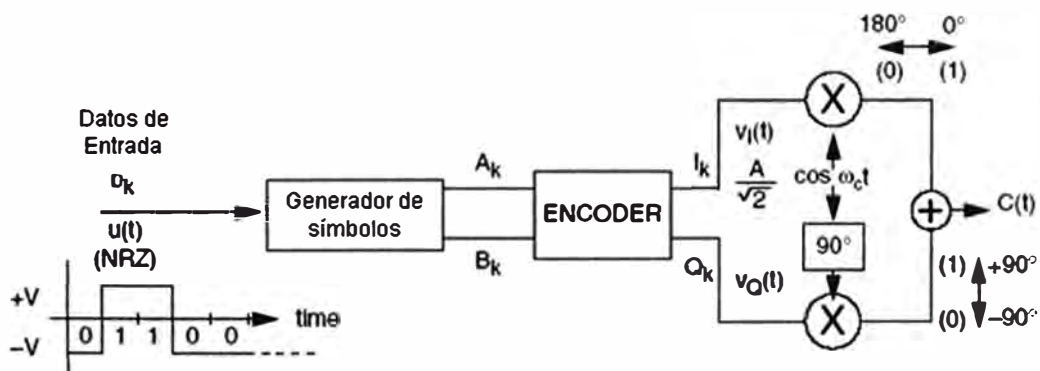 Datos de
Entrada
D_k
u(t)
(NRZ)
+V
–V
0 1 1 0 0
time
Generador de
símbolos
A_k
B_k
ENCODER
I_k
Q_k
v_I(t)
A
√2
cos ω_c t
90°
v_Q(t)
X
X
180° 0°
(0) (1)
+
C(t)
(1) +90°
(0) –90°